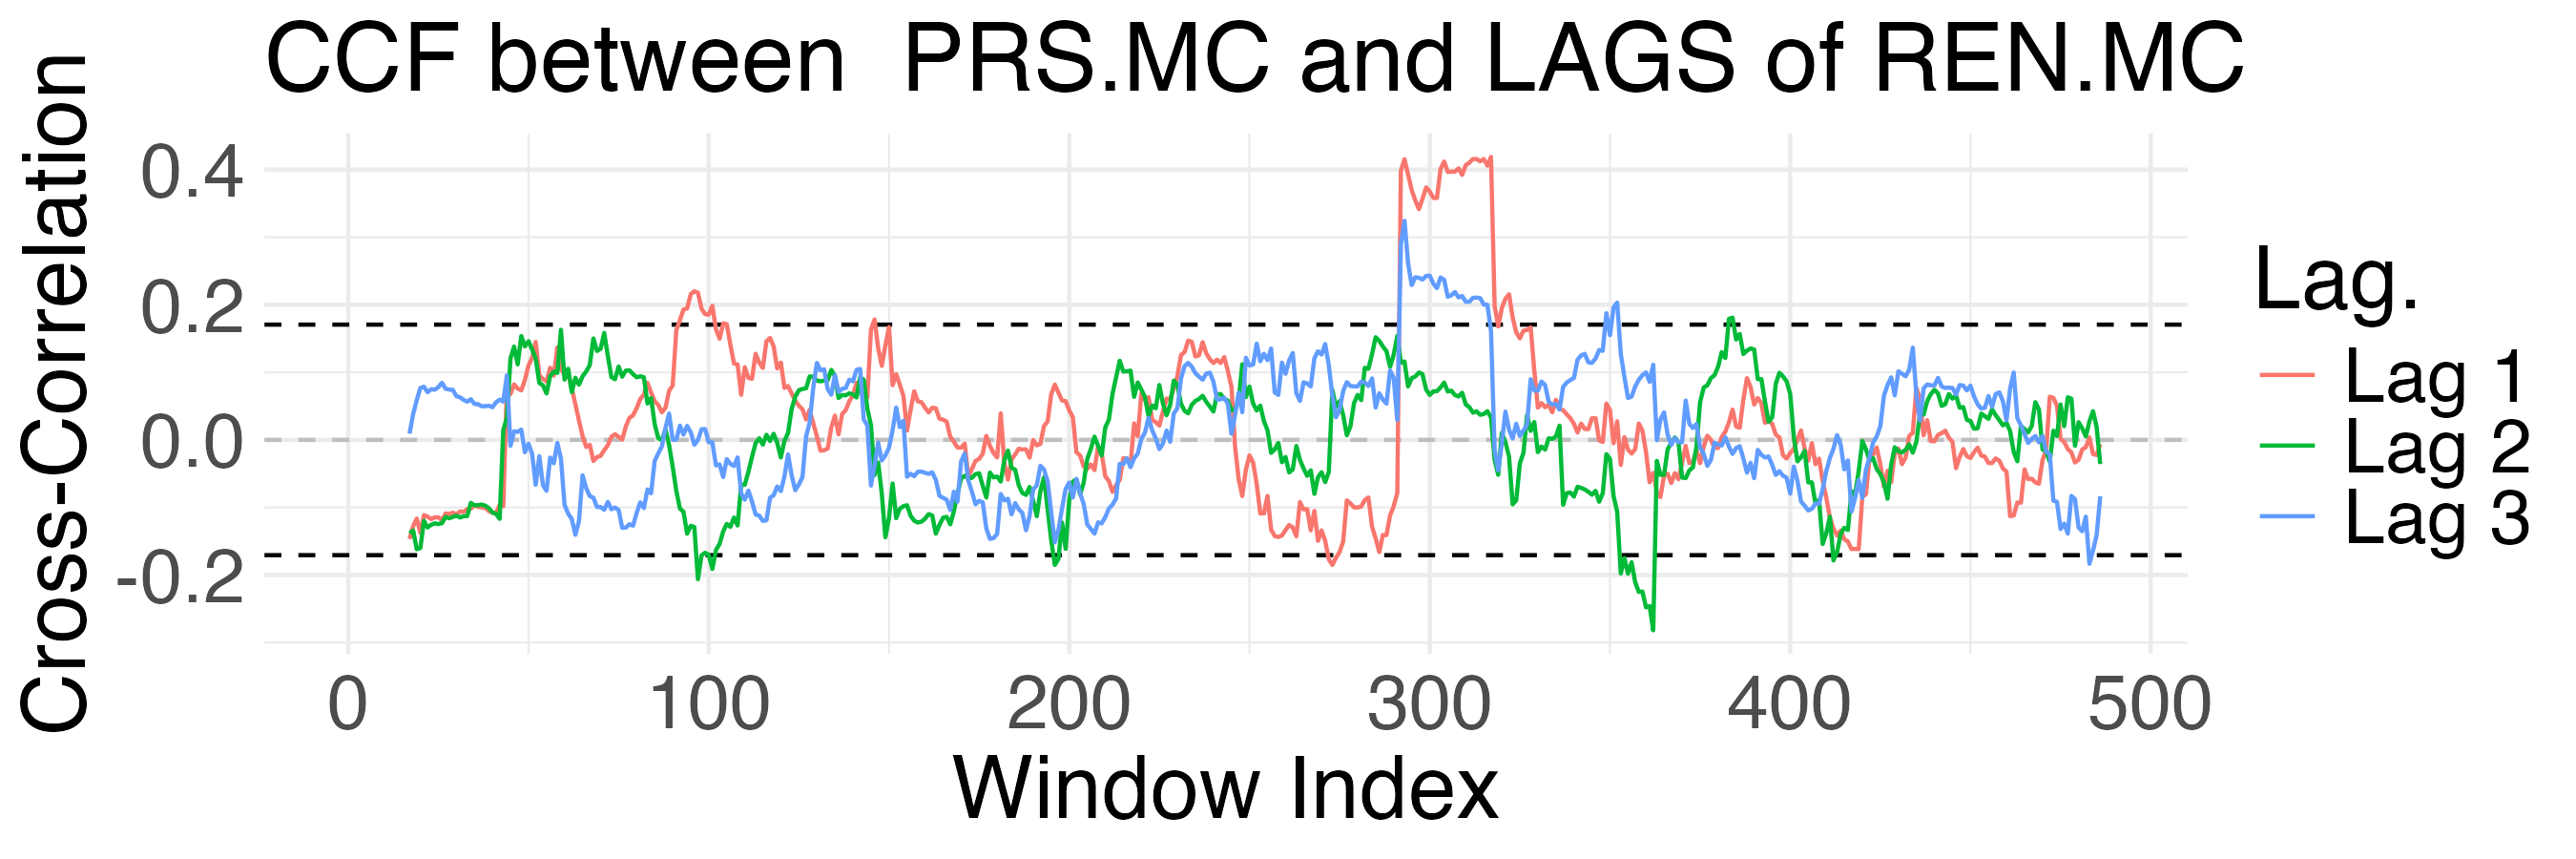 CCF between  PRS.MC and LAGS of REN.MC
Cross-Correlation
0.4
0.2
0.0
-0.2
0 100 200 300 400 500
Window Index
Lag.
Lag 1
Lag 2
Lag 3